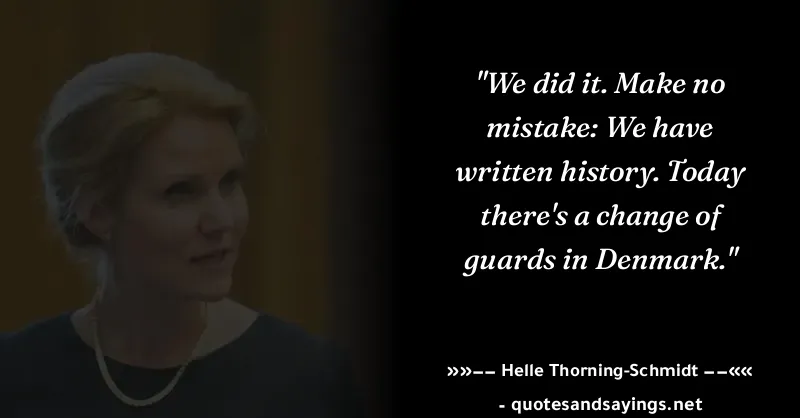 "We did it. Make no
mistake: We have
written history. Today
there's a change of
guards in Denmark."
»»−− Helle Thorning-Schmidt −−««
- quotesandsayings.net